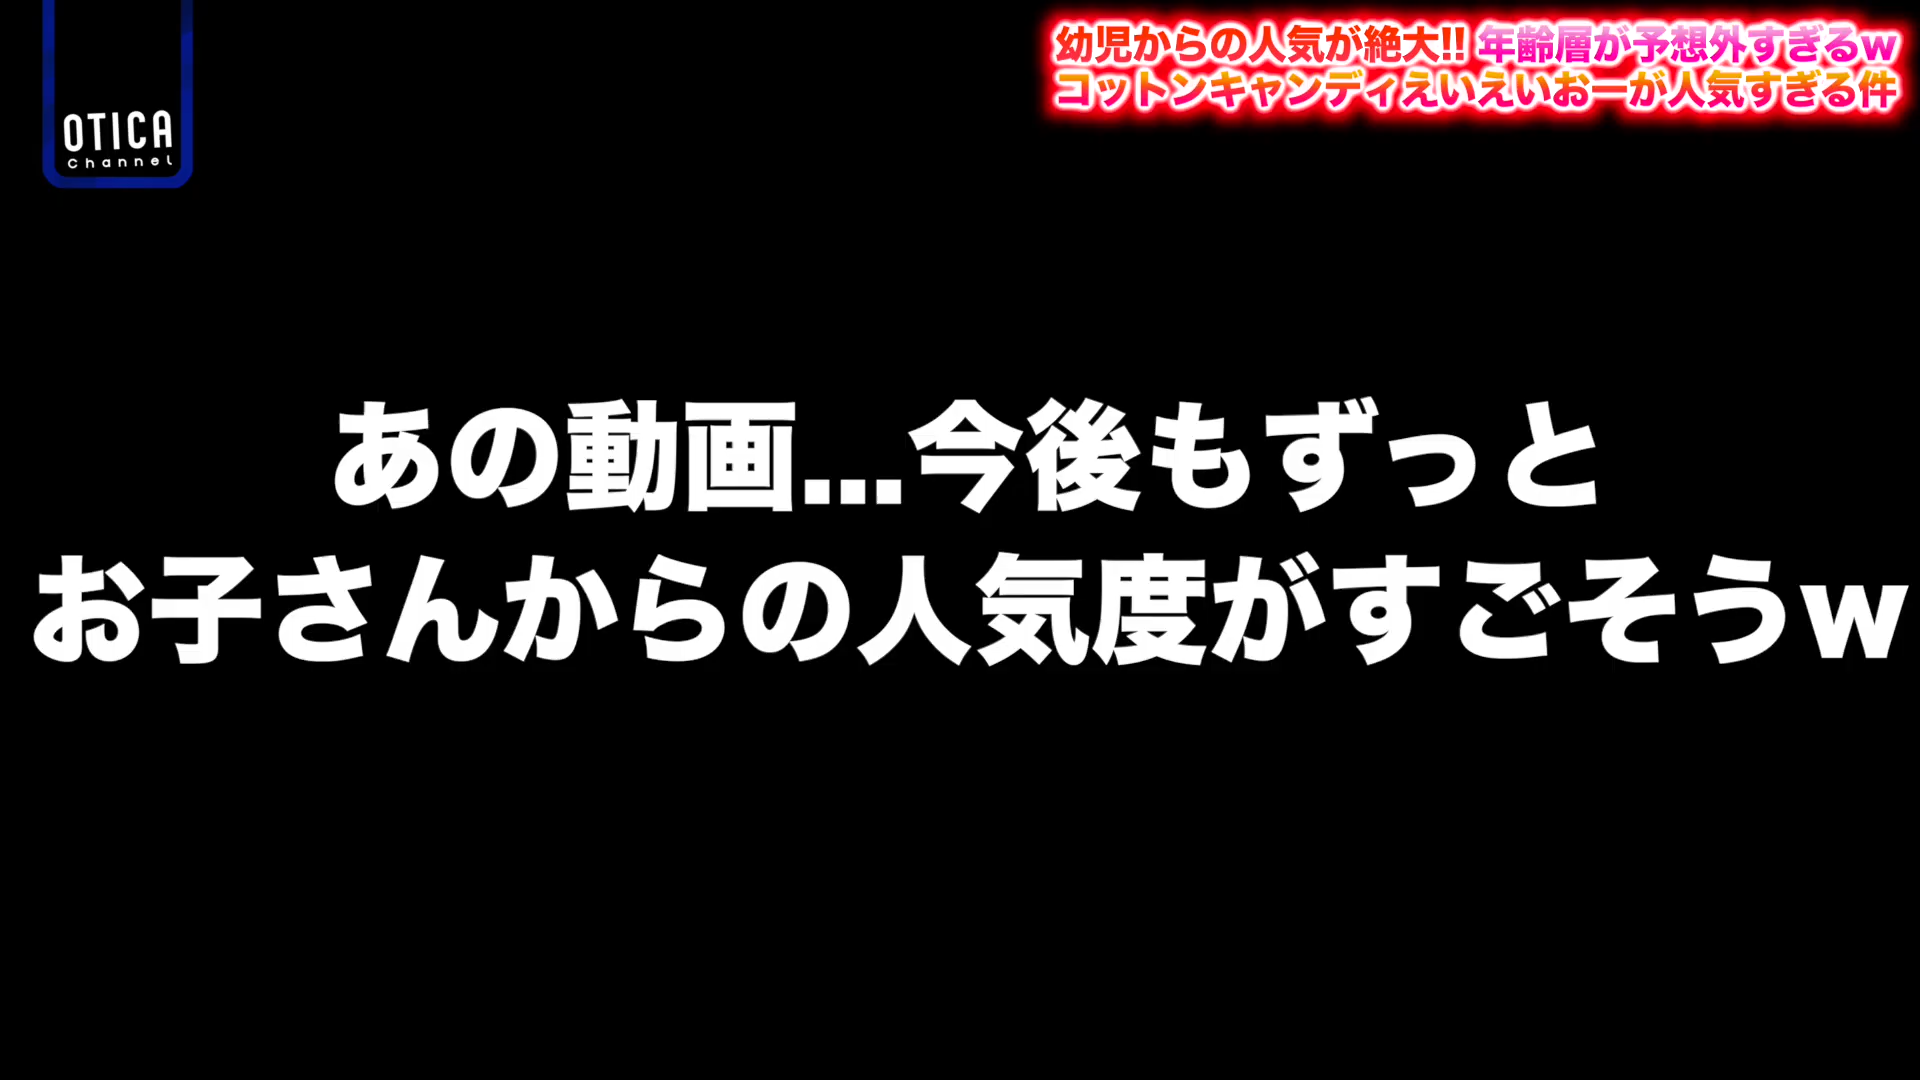 OTICA
Channel
幼児からの人気が絶大!! 年齢層が予想外すぎるw
コットンキャンディえいえいおーが人気すぎる件
あの動画...今後もずっと
お子さんからの人気度がすごそうw